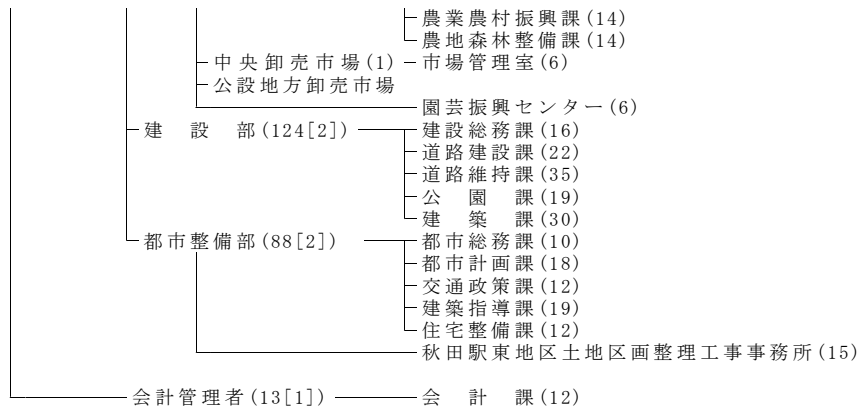 農業農村振興課(14)
農地森林整備課(14)
中央卸売市場(1) 市場管理室(6)
公設地方卸売市場
園芸振興センター(6)
建設部(124[2]) 建設総務課(16)
道路建設課(22)
道路維持課(35)
公園課(19)
建築課(30)
都市整備部(88[2]) 都市総務課(10)
都市計画課(18)
交通政策課(12)
建築指導課(19)
住宅整備課(12)
秋田駅東地区土地区画整理工事事務所(15)
会計管理者(13[1]) 会計課(12)